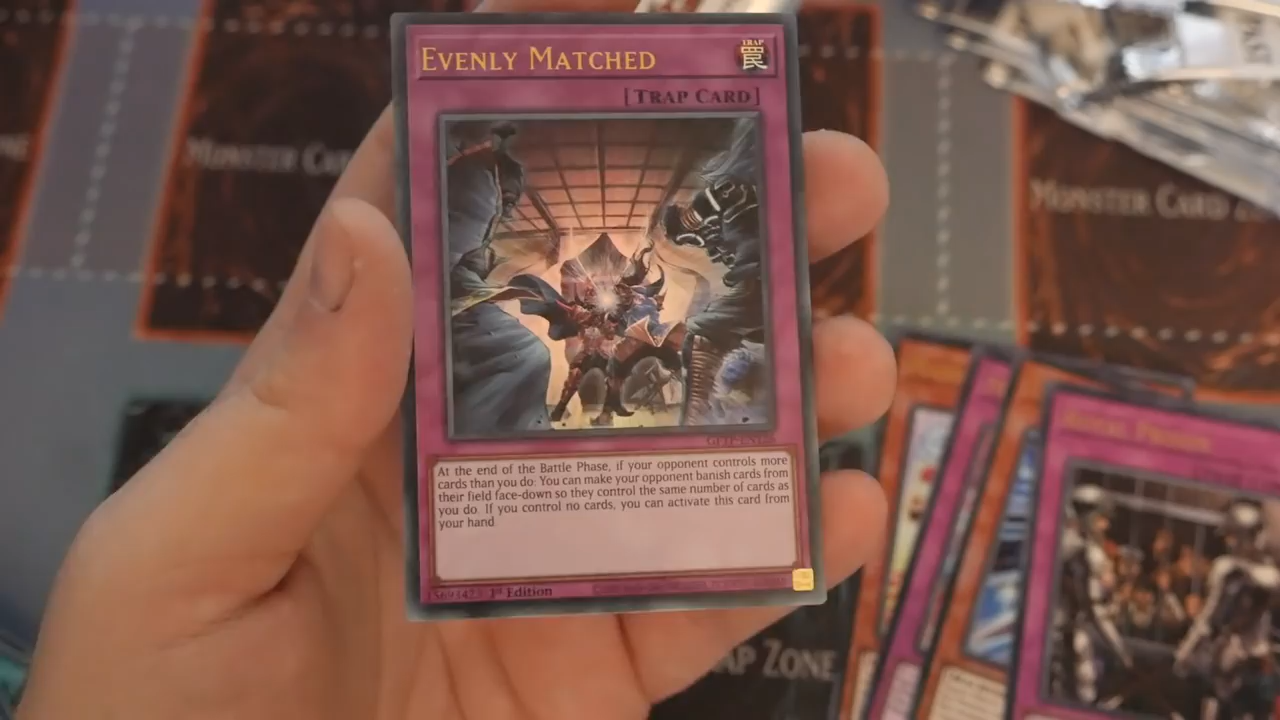 EVENLY MATCHED
TRAP
罠
[TRAP CARD]
MONSTER CA
MONSTER CARD
At the end of the Battle Phase, if your opponent controls more
cards than you do: You can make your opponent banish cards from
their field face-down so they control the same number of cards as
you do. If you control no cards, you can activate this card from
your hand.
1st Edition
AP ZONE